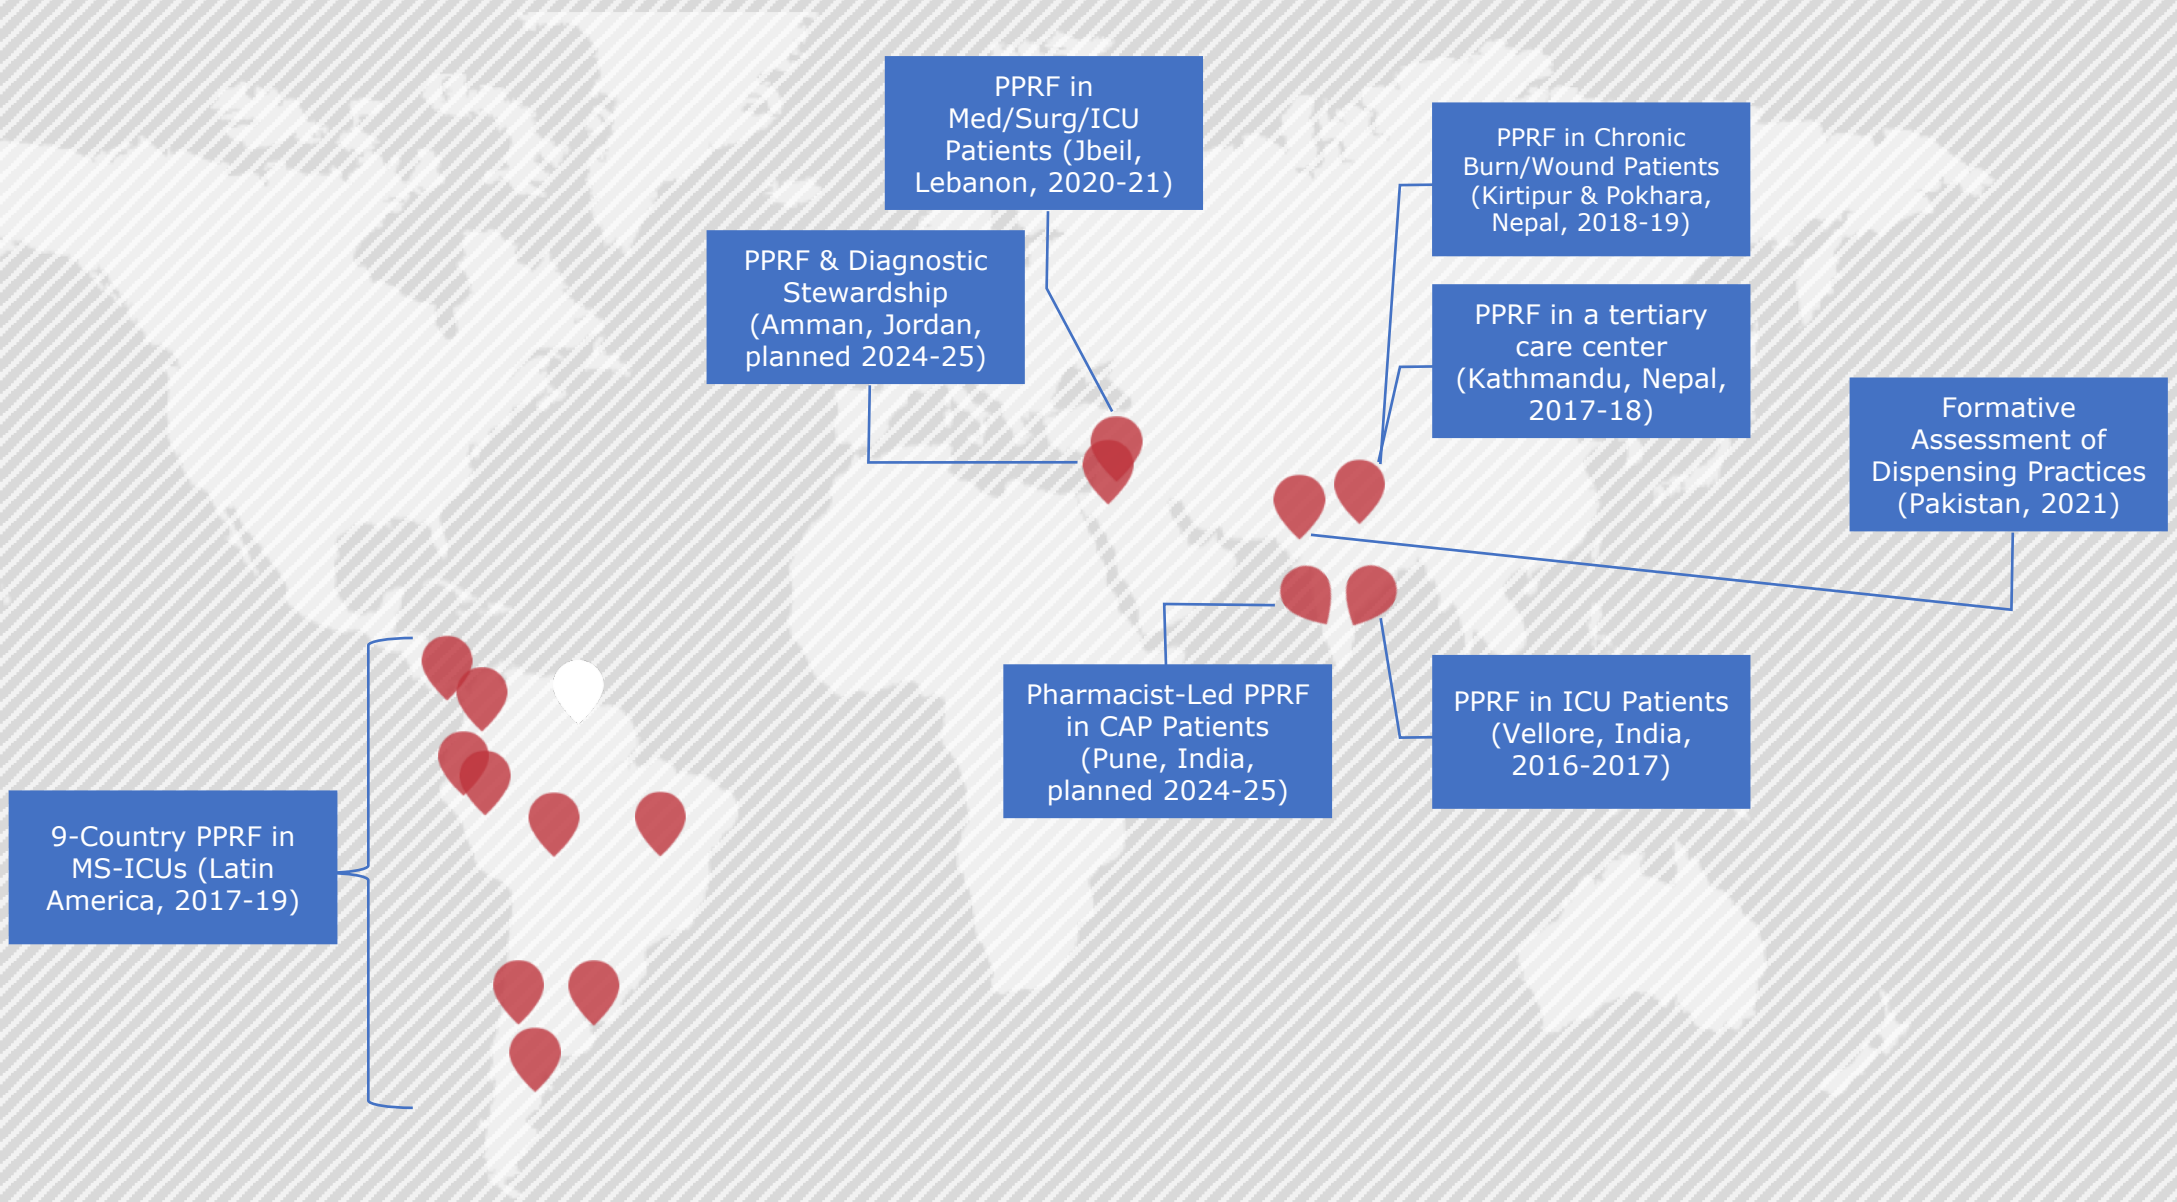 PPRF in
Med/Surg/ICU
Patients (Jbeil,
Lebanon, 2020-21)
PPRF & Diagnostic
Stewardship
(Amman, Jordan,
planned 2024-25)
PPRF in Chronic
Burn/Wound Patients
(Kirtipur & Pokhara,
Nepal, 2018-19)
PPRF in a tertiary
care center
(Kathmandu, Nepal,
2017-18)
Formative
Assessment of
Dispensing Practices
(Pakistan, 2021)
Pharmacist-Led PPRF
in CAP Patients
(Pune, India,
planned 2024-25)
PPRF in ICU Patients
(Vellore, India,
2016-2017)
9-Country PPRF in
MS-ICUs (Latin
America, 2017-19)